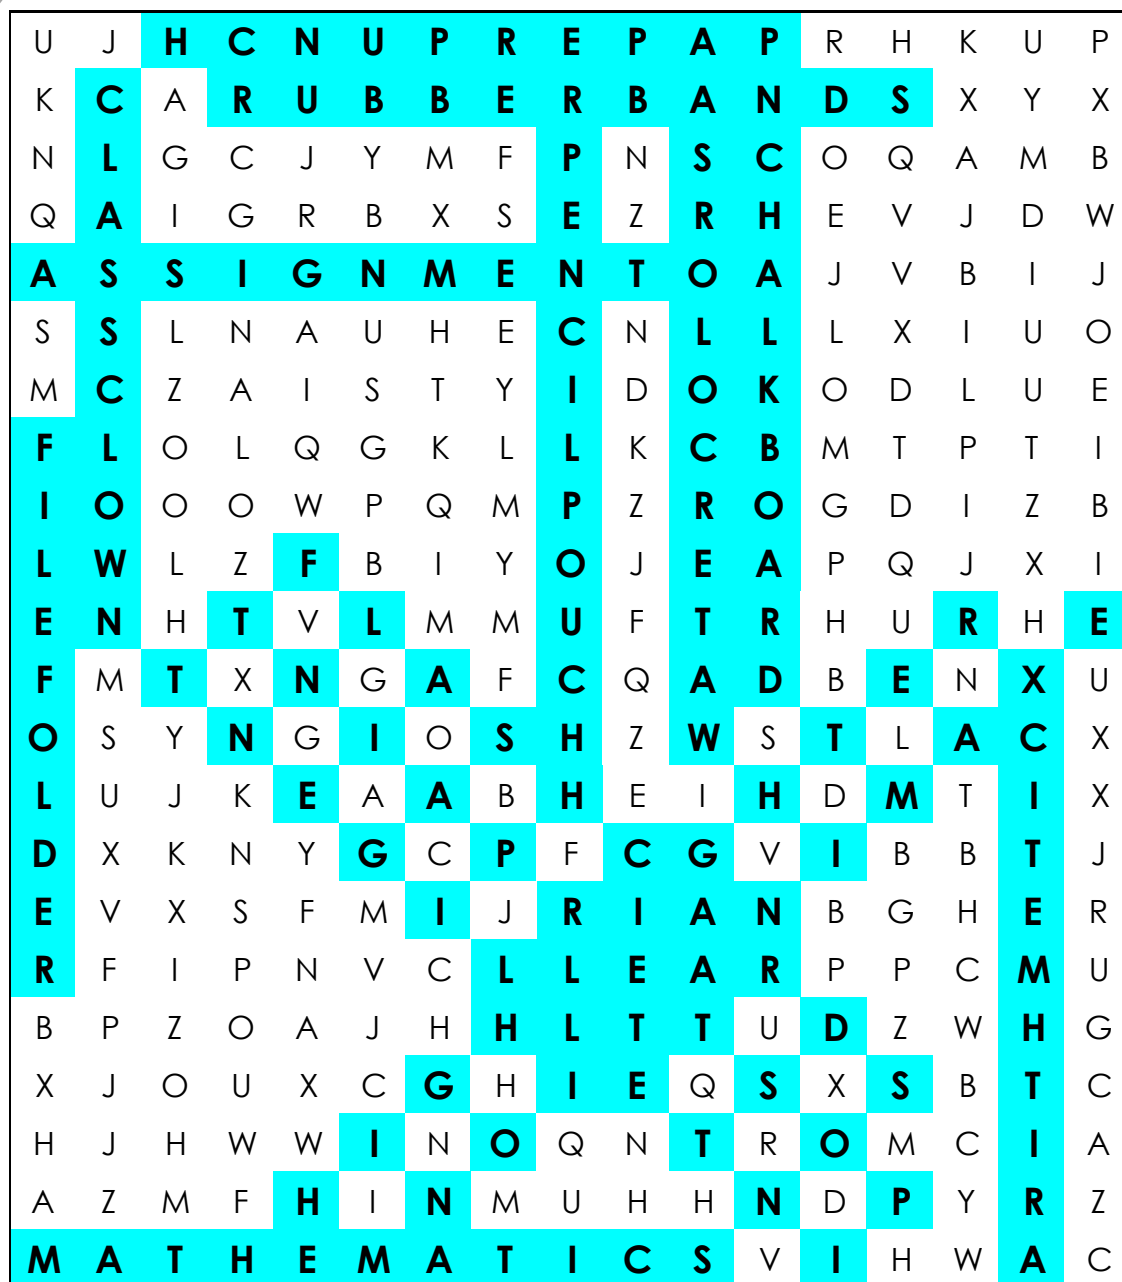 U J H C N U P R E P A P R H K U P
K C A R U B B E R B A N D S X Y X
N L G C J Y M F P N S C O Q A M B
Q A I G R B X S E Z R H E V J D W
A S S I G N M E N T O A J V B I J
S S L N A U H E C N L L L X I U O
M C Z A I S T Y I D O K O D L U E
F L O L Q G K L L K C B M T P T I
I O O O W P Q M P Z R O G D I Z B
L W L Z F B I Y O J E A P Q J X I
E N H T V L M M U F T R H U R H E
F M T X N G A F C Q A D B E N X U
O S Y N G I O S H Z W S T L A C X
L U J K E A A B H E I H D M T I X
D X K N Y G C P F C G V I B B T J
E V X S F M I J R I A N B G H E R
R F I P N V C L L E A R P P C M U
B P Z O A J H H L T T U D Z W H G
X J O U X C G H I E Q S X S B T C
H J H W W I N O Q N T R O M C I A
A Z M F H I N M U H H N D P Y R Z
M A T H E M A T I C S V I H W A C